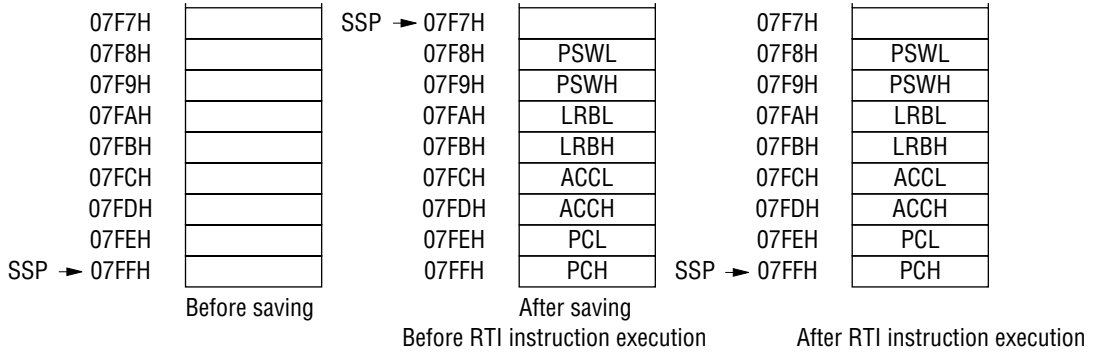 07F7H SSP 07F7H 07F7H
07F8H 07F8H PSWL 07F8H PSWL
07F9H 07F9H PSWH 07F9H PSWH
07FAH 07FAH LRBL 07FAH LRBL
07FBH 07FBH LRBH 07FBH LRBH
07FCH 07FCH ACCL 07FCH ACCL
07FDH 07FDH ACCH 07FDH ACCH
07FEH 07FEH PCL 07FEH PCL
SSP 07FFH 07FFH PCH SSP 07FFH PCH
Before saving After saving
Before RTI instruction execution After RTI instruction execution